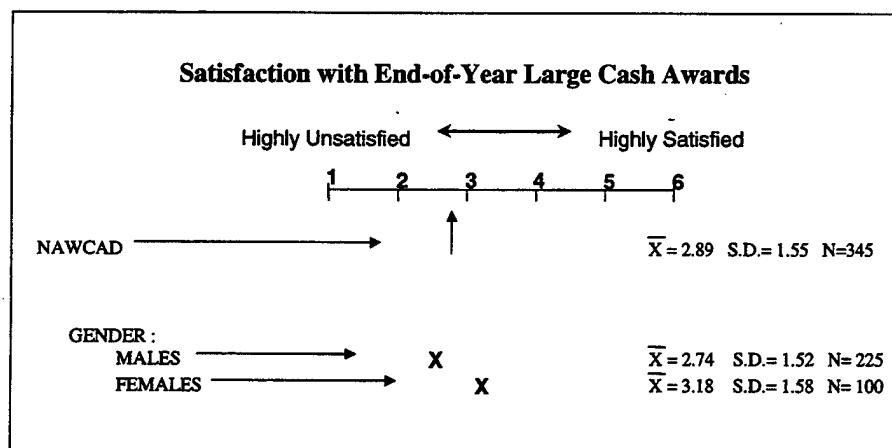 Satisfaction with End-of-Year Large Cash Awards
Highly Unsatisfied Highly Satisfied
1 2 3 4 5 6
NAWCAD X̅ = 2.89 S.D.= 1.55 N=345
GENDER :
MALES X X̅ = 2.74 S.D.= 1.52 N= 225
FEMALES X X̅ = 3.18 S.D.= 1.58 N= 100